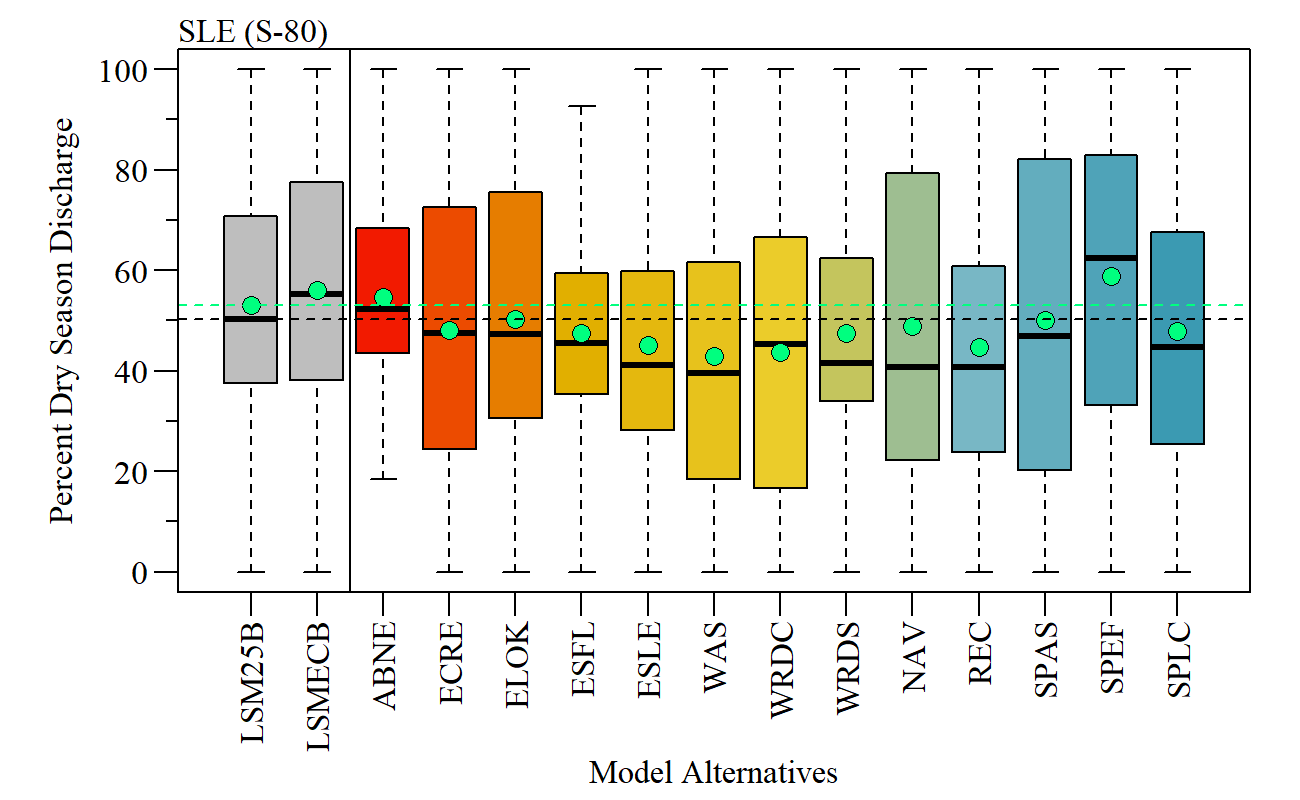 SLE (S-80)
100
80
60
40
20
0
Percent Dry Season Discharge
LSM25B
LSMECB
ABNE
ECRE
ELOK
ESFL
ESLE
WAS
WRDC
WRDS
NAV
REC
SPAS
SPEF
SPLC
Model Alternatives